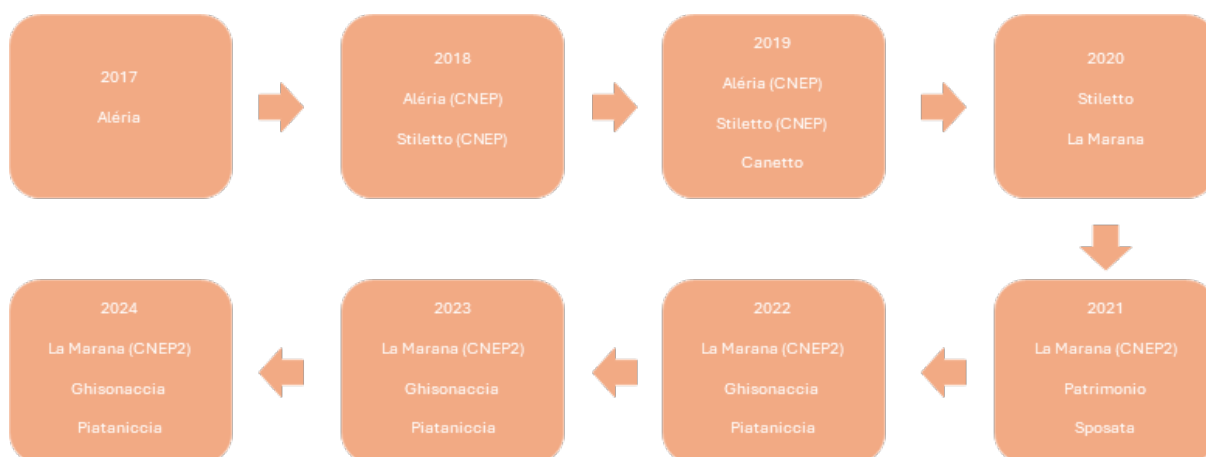 2017
Aléria
2018
Aléria (CNEP)
Stiletto (CNEP)
2019
Aléria (CNEP)
Stiletto (CNEP)
Canetto
2020
Stiletto
La Marana
2021
La Marana (CNEP2)
Patrimonio
Sposata
2022
La Marana (CNEP2)
Ghisonaccia
Piataniccia
2023
La Marana (CNEP2)
Ghisonaccia
Piataniccia
2024
La Marana (CNEP2)
Ghisonaccia
Piataniccia